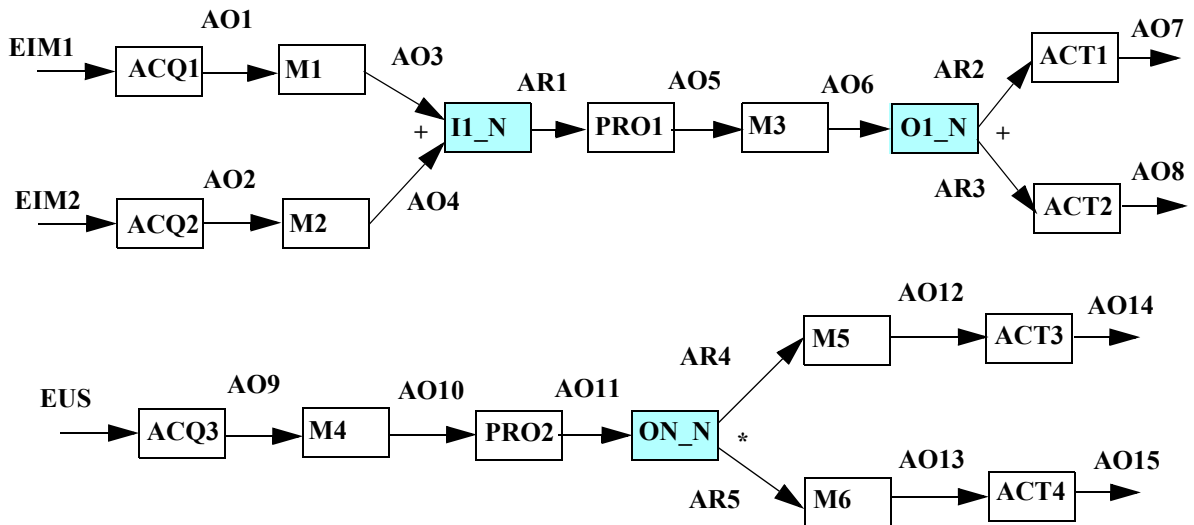 AO1
AO7
EIM1
ACQ1
M1
AO3
AR2
ACT1
AR1
AO5
AO6
+
I1_N
PRO1
M3
O1_N
+
AO2
AO4
AR3
AO8
EIM2
ACQ2
M2
ACT2
AO12
AO14
M5
ACT3
AR4
EUS
AO9
AO10
AO11
ACQ3
M4
PRO2
ON_N
*
AO13
AO15
AR5
M6
ACT4